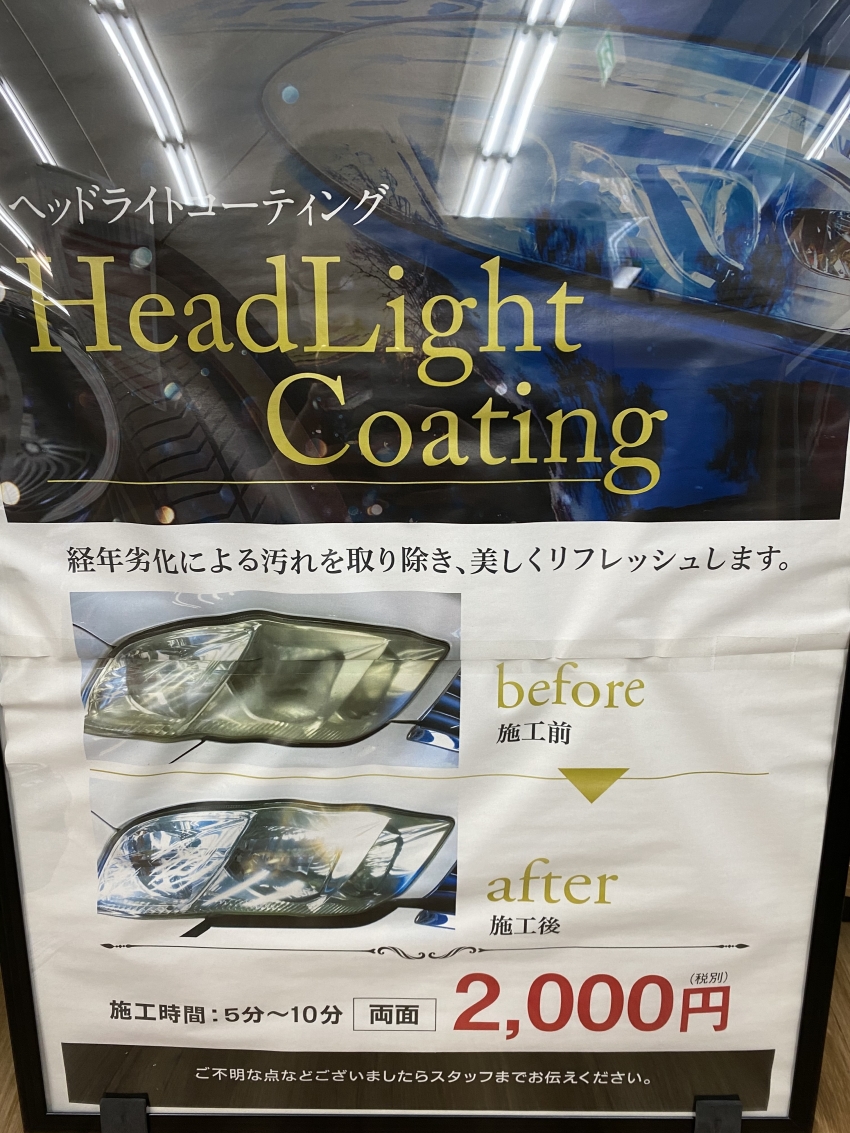 ヘッドライトコーティング
HeadLight
Coating
経年劣化による汚れを取り除き、美しくリフレッシュします。
before
施工前
after
施工後
施工時間：5分～10分 両面 2,000円（税別）
ご不明な点などございましたらスタッフまでお伝えください。